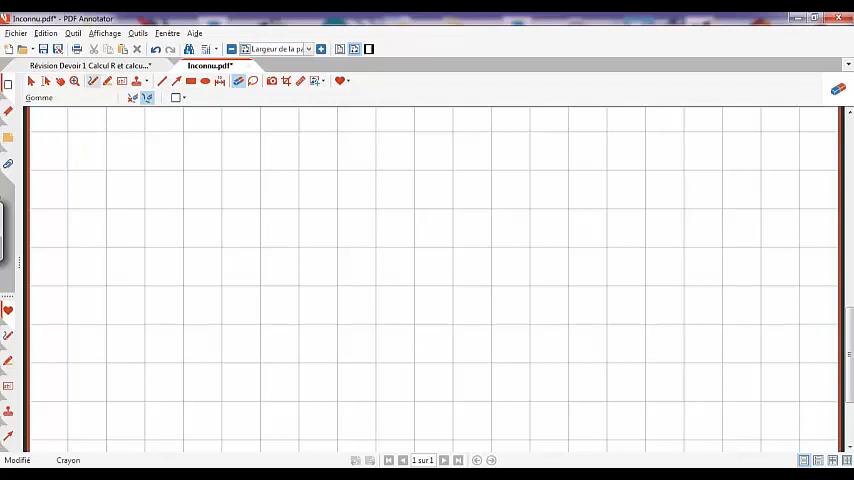 Inconnu.pdf* - PDF Annotator
Fichier Edition Outil Affichage Outils Fenêtre Aide
Largeur de la pa
Révision Devoir 1 Calcul R et calcu...* Inconnu.pdf*
Gomme
Modifié Crayon 1 sur 1